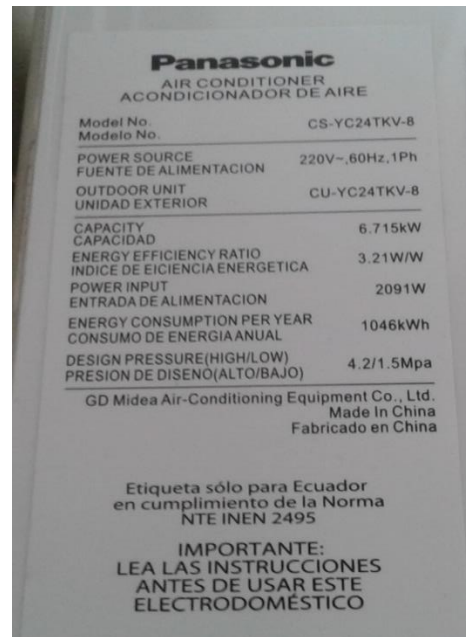 Panasonic
AIR CONDITIONER
ACONDICIONADOR DE AIRE
Model No. CS-YC24TKV-8
Modelo No.
POWER SOURCE 220V~,60Hz,1Ph
FUENTE DE ALIMENTACION
OUTDOOR UNIT CU-YC24TKV-8
UNIDAD EXTERIOR
CAPACITY 6.715kW
CAPACIDAD
ENERGY EFFICIENCY RATIO 3.21W/W
INDICE DE EICIENCIA ENERGETICA
POWER INPUT 2091W
ENTRADA DE ALIMENTACION
ENERGY CONSUMPTION PER YEAR 1046kWh
CONSUMO DE ENERGIA ANUAL
DESIGN PRESSURE(HIGH/LOW) 4.2/1.5Mpa
PRESION DE DISENO(ALTO/BAJO)
GD Midea Air-Conditioning Equipment Co., Ltd.
Made In China
Fabricado en China
Etiqueta sólo para Ecuador
en cumplimiento de la Norma
NTE INEN 2495
IMPORTANTE:
LEA LAS INSTRUCCIONES
ANTES DE USAR ESTE
ELECTRODOMÉSTICO